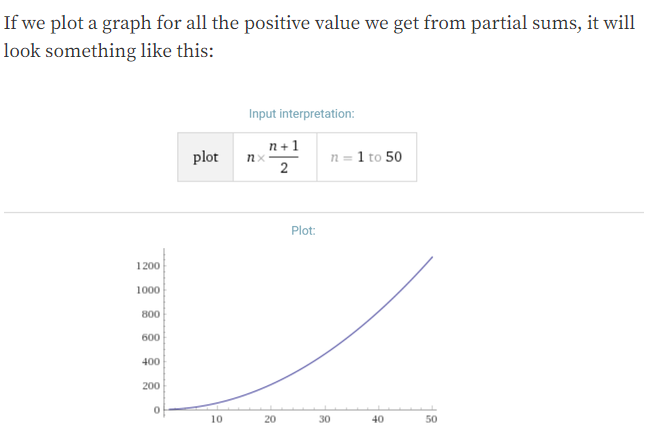 If we plot a graph for all the positive value we get from partial sums, it will
look something like this:
Input interpretation:
plot n× n + 1 / 2 n = 1 to 50
Plot:
1200
1000
800
600
400
200
0
10 20 30 40 50